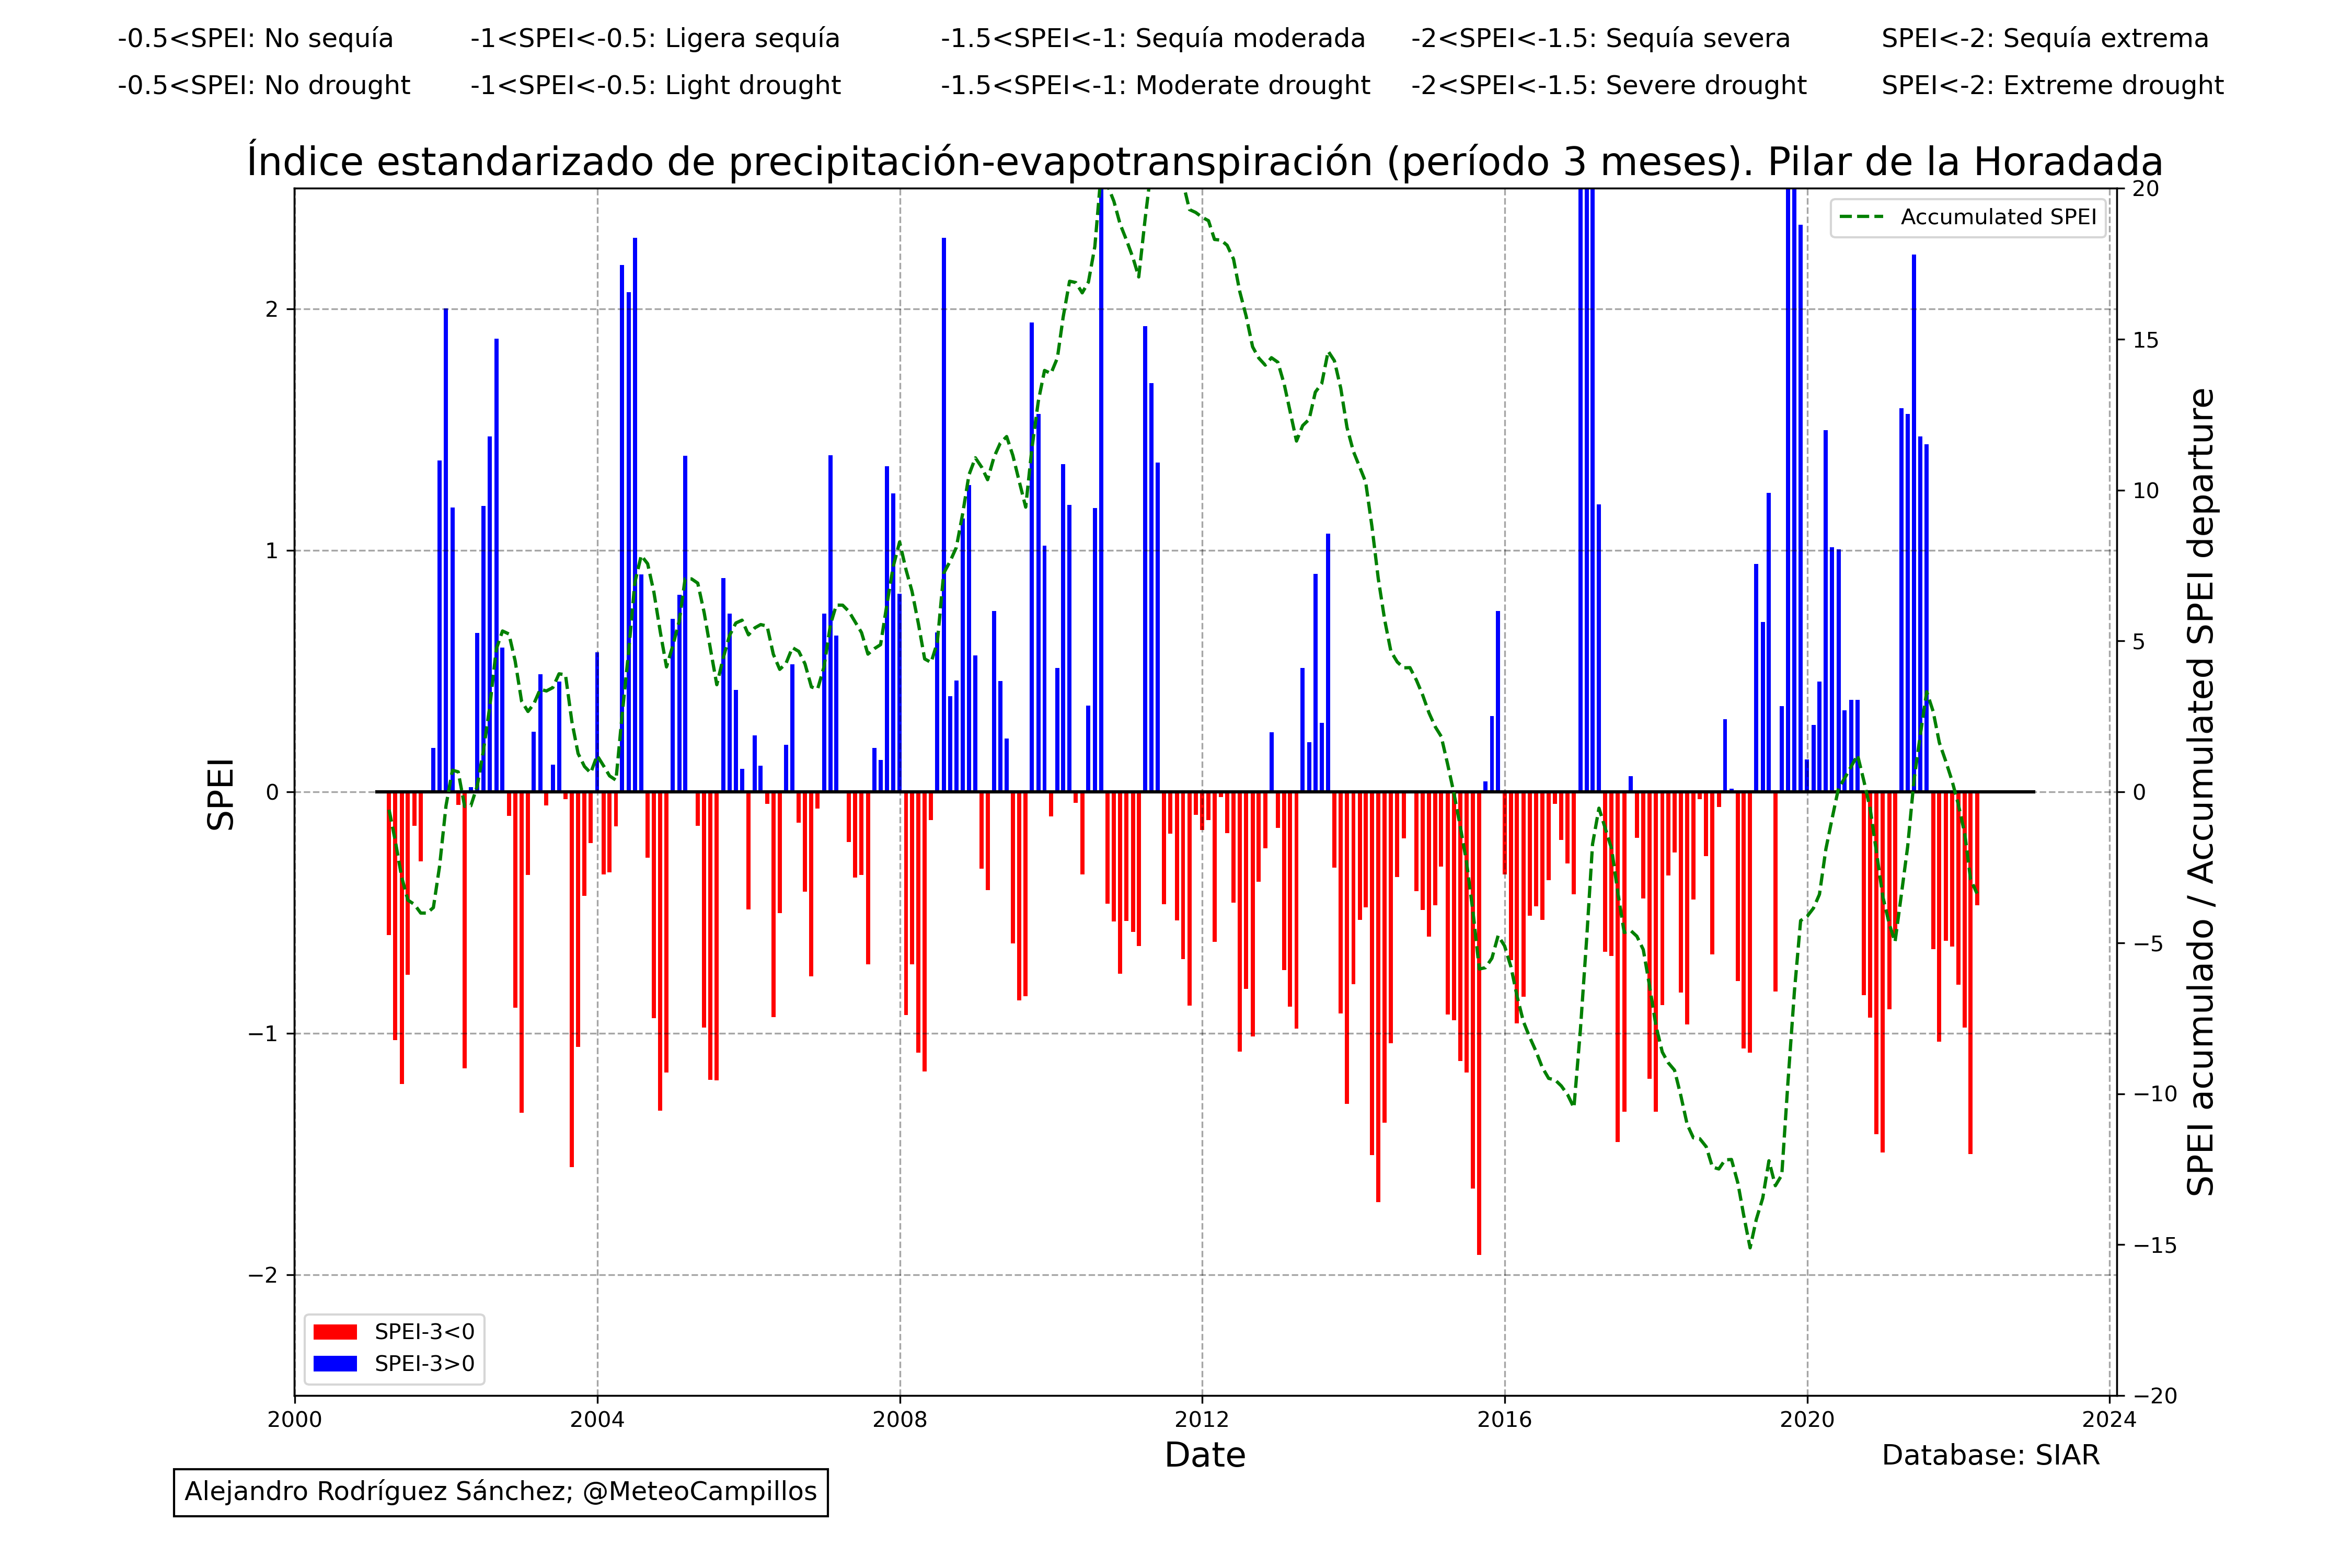 -0.5<SPEI: No sequía -1<SPEI<-0.5: Ligera sequía -1.5<SPEI<-1: Sequía moderada -2<SPEI<-1.5: Sequía severa SPEI<-2: Sequía extrema
-0.5<SPEI: No drought -1<SPEI<-0.5: Light drought -1.5<SPEI<-1: Moderate drought -2<SPEI<-1.5: Severe drought SPEI<-2: Extreme drought
Índice estandarizado de precipitación-evapotranspiración (período 3 meses). Pilar de la Horadada
Accumulated SPEI
SPEI
2
1
0
−1
−2
20
15
10
5
0
−5
−10
−15
−20
SPEI acumulado / Accumulated SPEI departure
SPEI-3<0
SPEI-3>0
2000 2004 2008 2012 2016 2020 2024
Date
Database: SIAR
Alejandro Rodríguez Sánchez; @MeteoCampillos